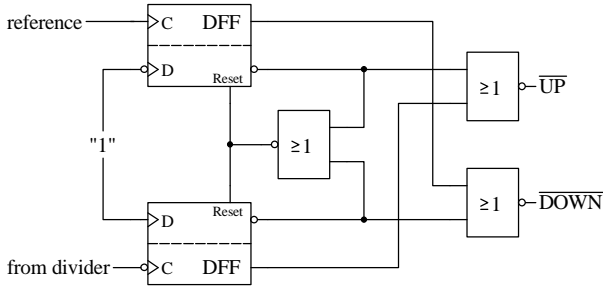 reference
C DFF
D
Reset
≥1
UP
"1"
≥1
D
Reset
≥1
DOWN
from divider
C DFF